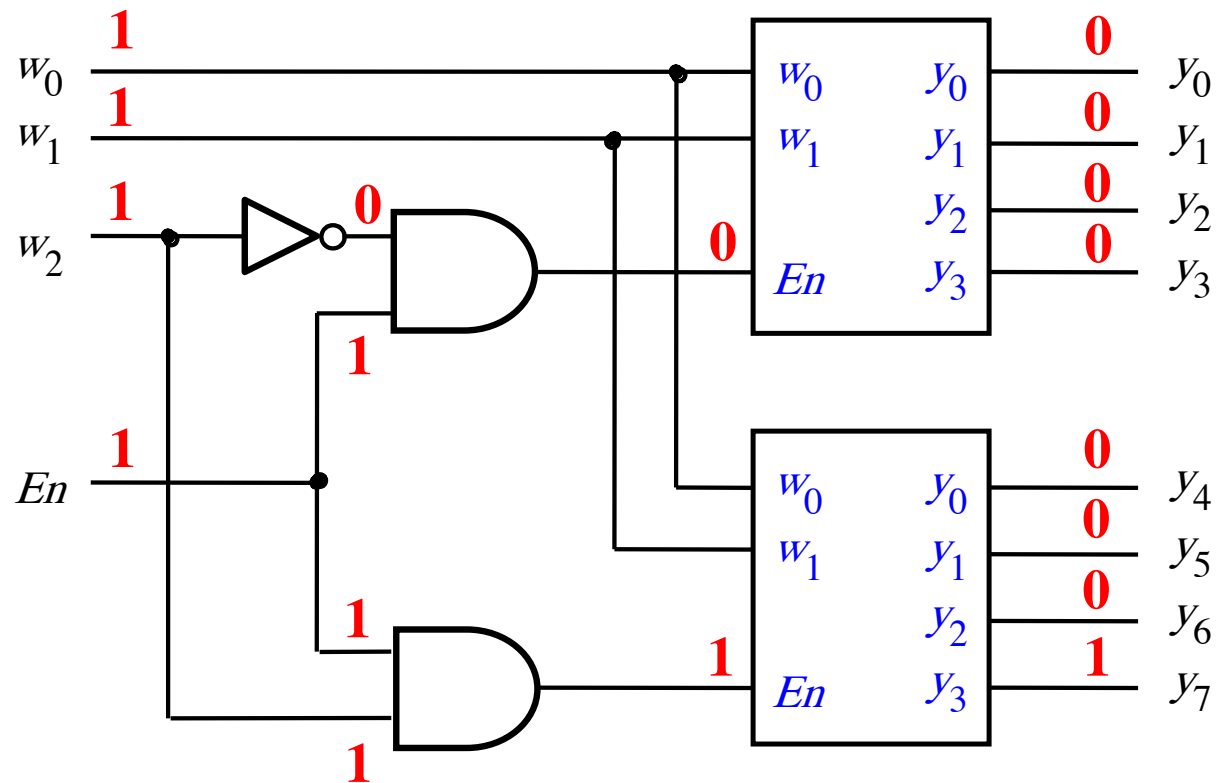 1
w0 w0 y0 0 y0
1
w1 w1 y1 0 y1
1 0 0
w2 y2 0 y2
0 En y3 0 y3
1
1
En w0 y0 0 y4
w1 y1 0 y5
1 y2 0 y6
1 En y3 1 y7
1